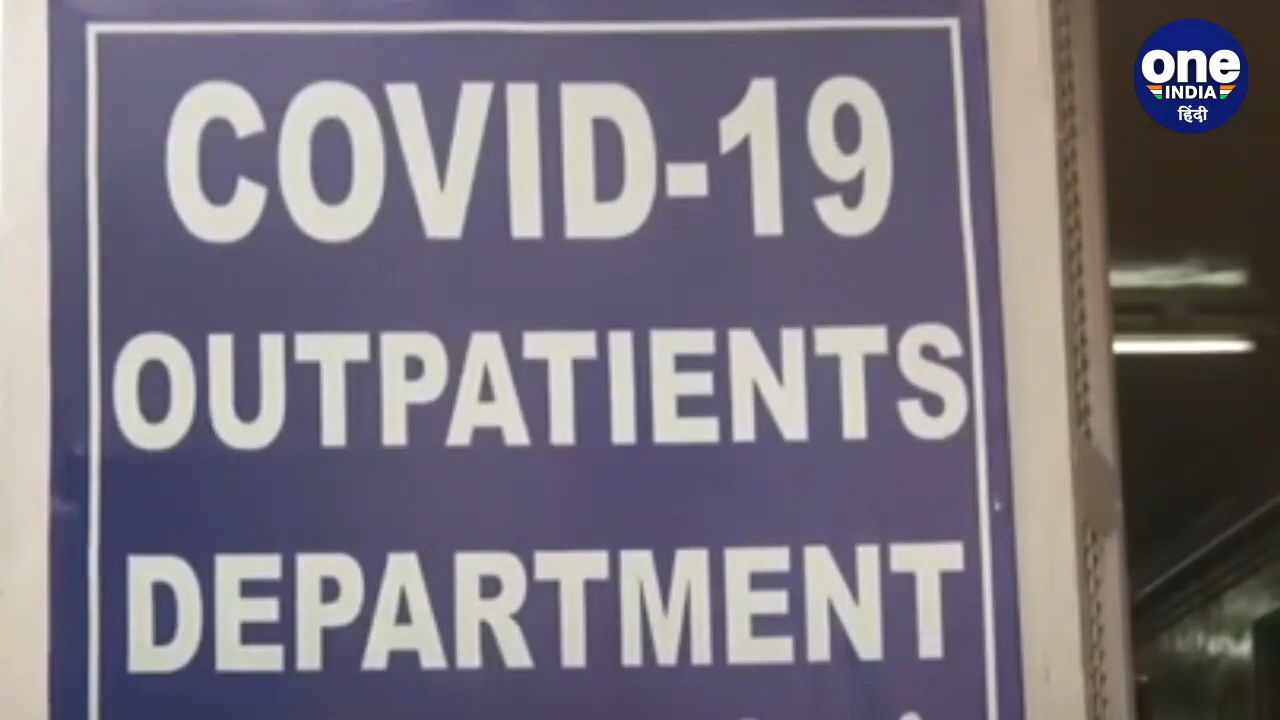 COVID-19
OUTPATIENTS
DEPARTMENT
one
INDIA
हिंदी